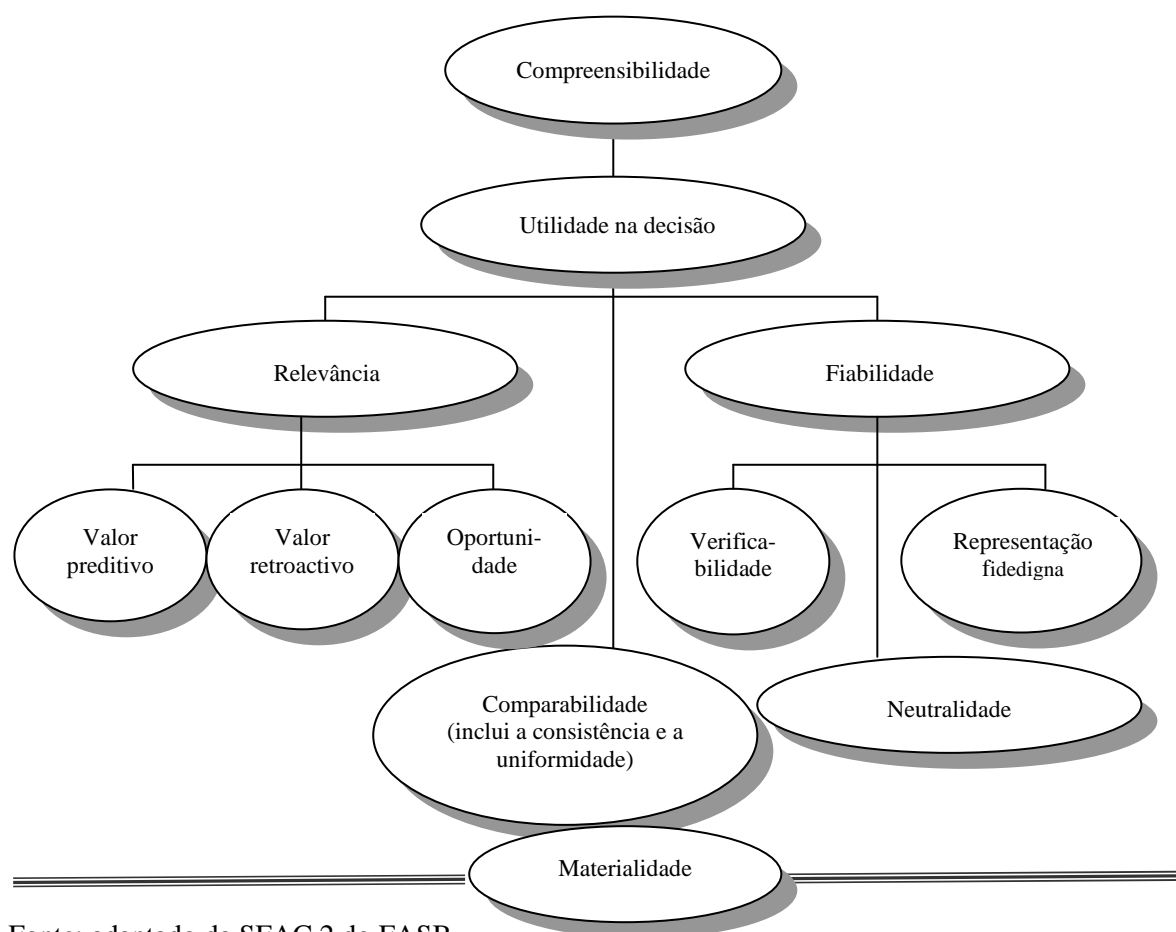 Compreensibilidade
Utilidade na decisão
Relevância
Fiabilidade
Valor
preditivo
Valor
retroactivo
Oportuni-
dade
Verifica-
bilidade
Representação
fidedigna
Comparabilidade
(inclui a consistência e a
uniformidade)
Neutralidade
Materialidade
Fonte: adaptado da SFAC 2 do FASB